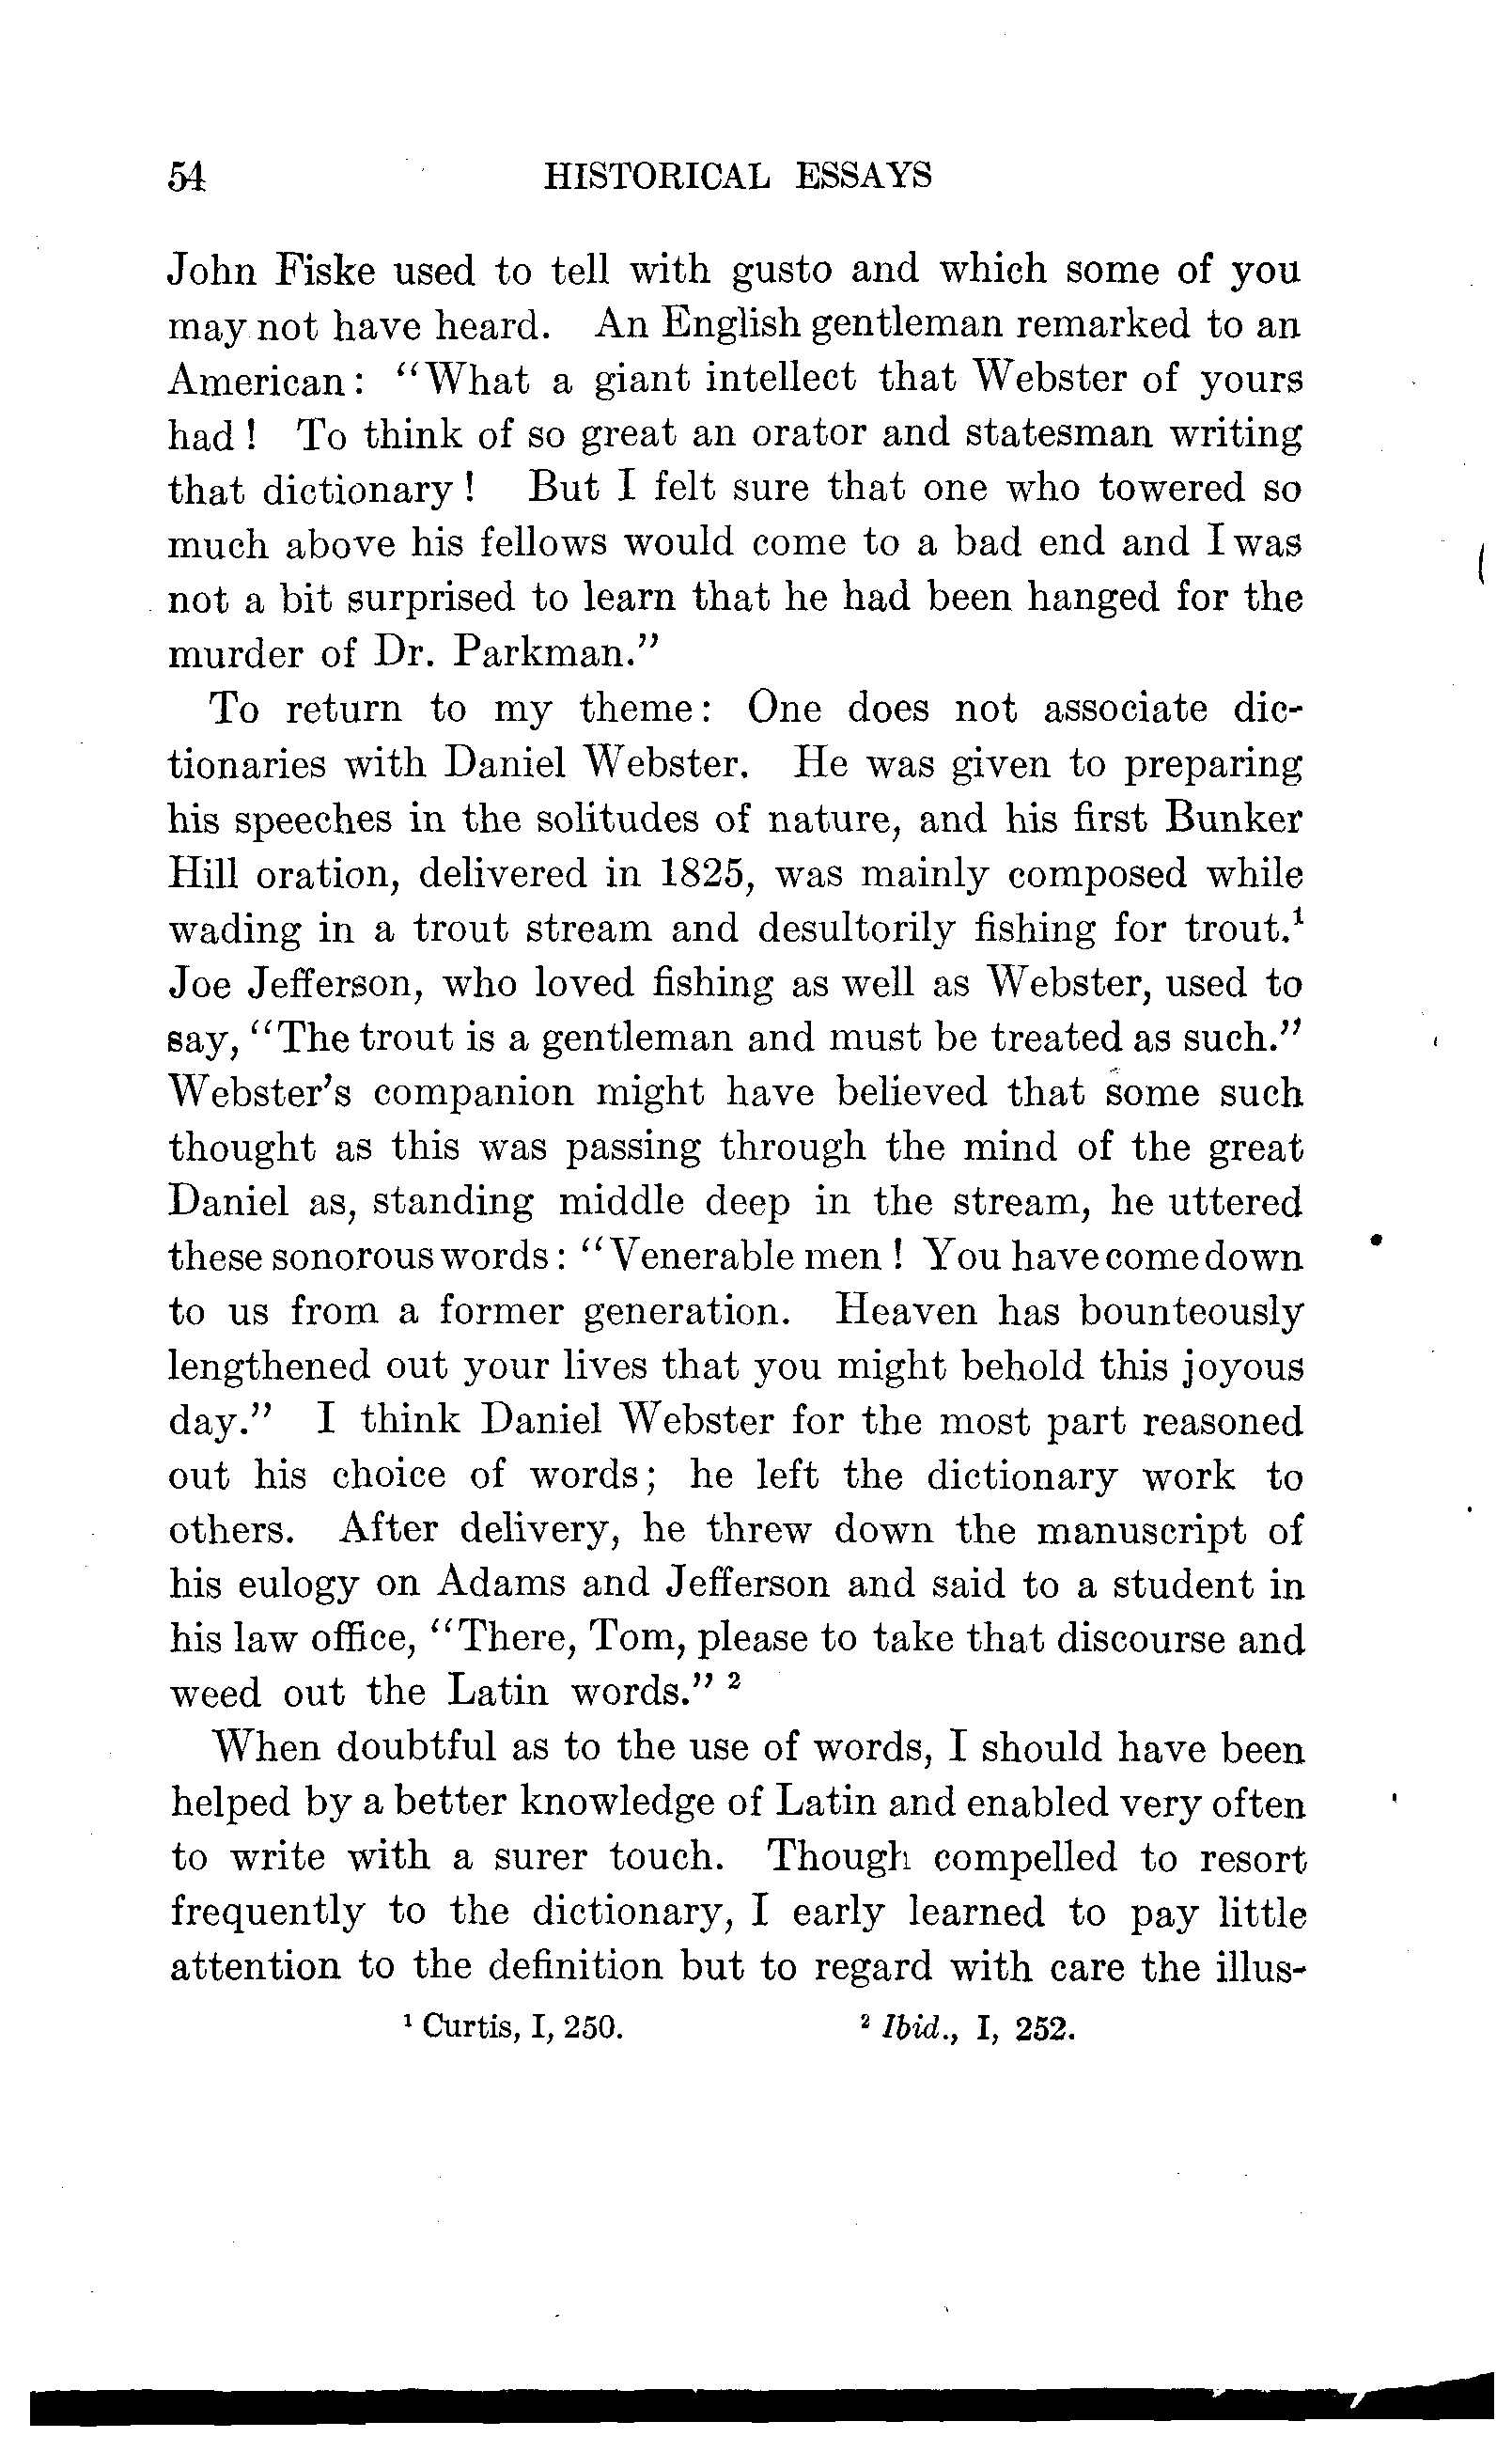 54 HISTORICAL ESSAYS
John Fiske used to tell with gusto and which some of you
may not have heard. An English gentleman remarked to an
American: "What a giant intellect that Webster of yours
had! To think of so great an orator and statesman writing
that dictionary! But I felt sure that one who towered so
much above his fellows would come to a bad end and I was
not a bit surprised to learn that he had been hanged for the
murder of Dr. Parkman."
To return to my theme: One does not associate dic-
tionaries with Daniel Webster. He was given to preparing
his speeches in the solitudes of nature, and his first Bunker
Hill oration, delivered in 1825, was mainly composed while
wading in a trout stream and desultorily fishing for trout.¹
Joe Jefferson, who loved fishing as well as Webster, used to
say, "The trout is a gentleman and must be treated as such."
Webster's companion might have believed that some such
thought as this was passing through the mind of the great
Daniel as, standing middle deep in the stream, he uttered
these sonorous words: "Venerable men! You have come down
to us from a former generation. Heaven has bounteously
lengthened out your lives that you might behold this joyous
day." I think Daniel Webster for the most part reasoned
out his choice of words; he left the dictionary work to
others. After delivery, he threw down the manuscript of
his eulogy on Adams and Jefferson and said to a student in
his law office, "There, Tom, please to take that discourse and
weed out the Latin words." ²
When doubtful as to the use of words, I should have been
helped by a better knowledge of Latin and enabled very often
to write with a surer touch. Though compelled to resort
frequently to the dictionary, I early learned to pay little
attention to the definition but to regard with care the illus-
¹ Curtis, I, 250. ² Ibid., I, 252.